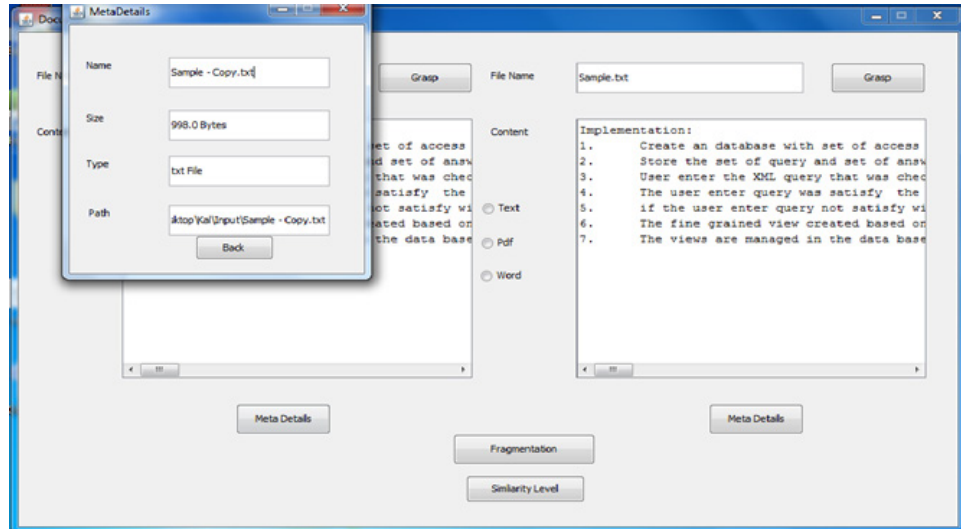 MetaDetails
Docu
Name
Sample - Copy.txt
Size
998.0 Bytes
Type
txt File
Path
ktop\Kal\Input\Sample - Copy.txt
Back
File N
Grasp
File Name
Sample.txt
Grasp
Conte
set of access
d set of answ
that was chec
satisfy the
not satisfy wi
ated based on
the data base
Text
Pdf
Word
Content
Implementation:
1. Create an database with set of access
2. Store the set of query and set of answ
3. User enter the XML query that was chec
4. The user enter query was satisfy the
5. if the user enter query not satisfy wi
6. The fine grained view created based on
7. The views are managed in the data base
Meta Details
Meta Details
Fragmentation
Similarity Level